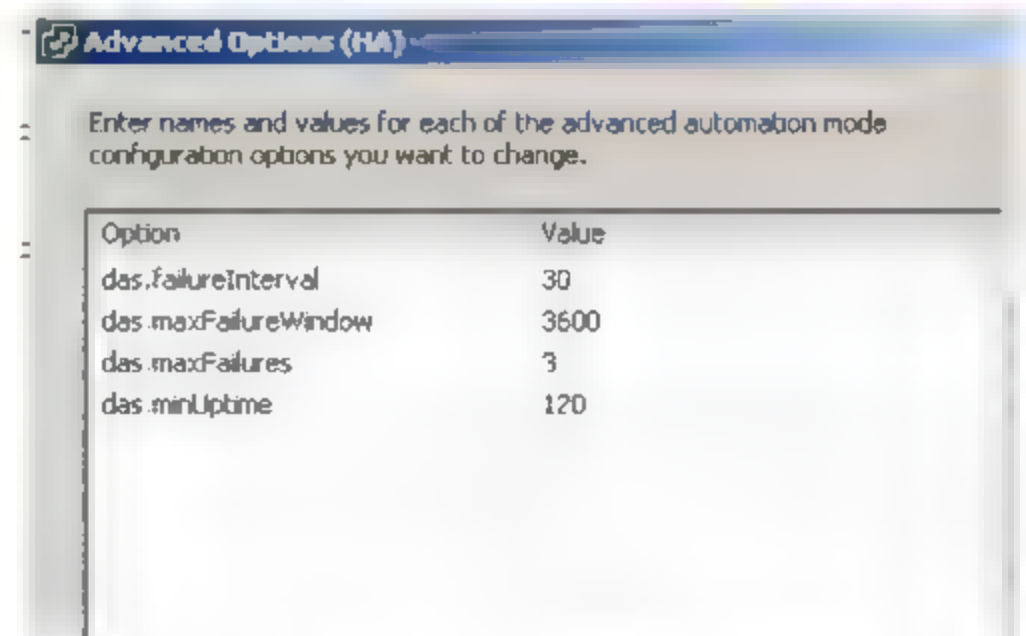 Advanced Options (HA)
Enter names and values for each of the advanced automation mode
configuration options you want to change.
Option Value
das.failureInterval 30
das.maxFailureWindow 3600
das.maxFailures 3
das.minUptime 120